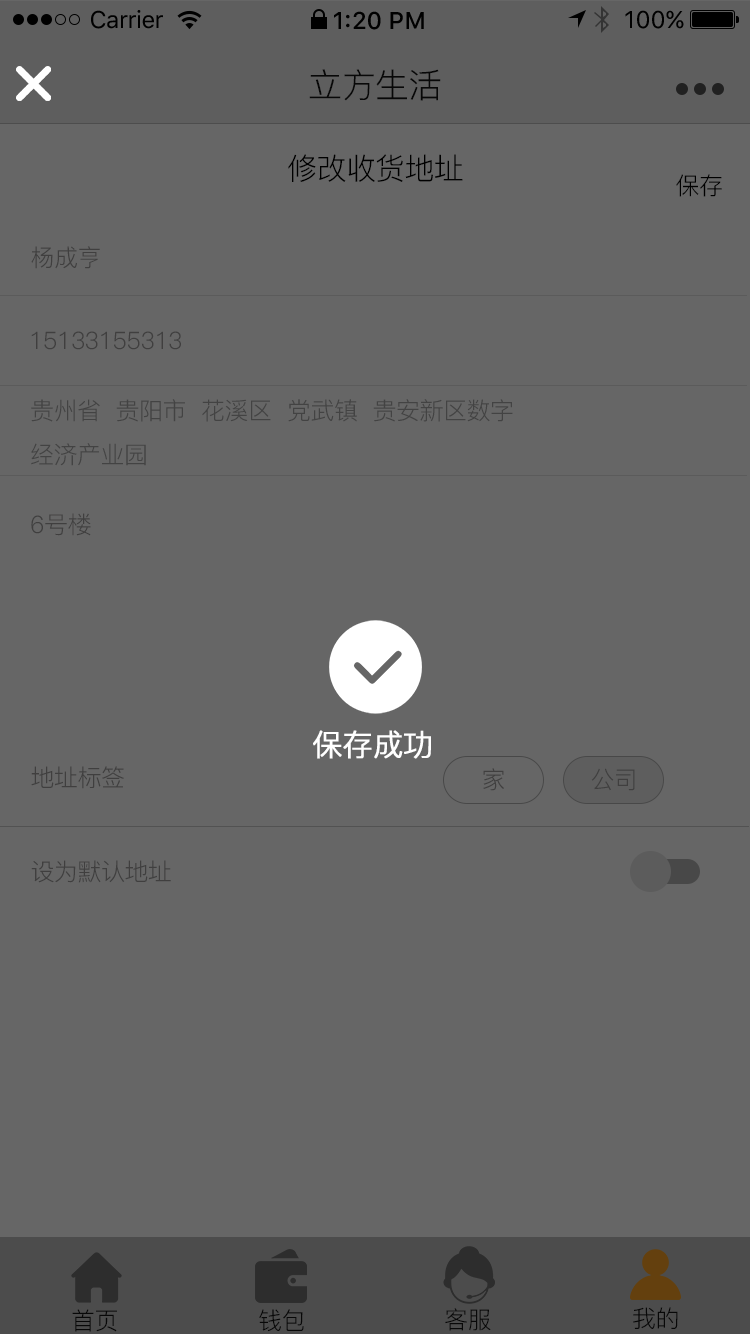 Carrier 1:20 PM 100%
立方生活
修改收货地址
保存
杨成亨
15133155313
贵州省 贵阳市 花溪区 党武镇 贵安新区数字
经济产业园
6号楼
保存成功
地址标签 家 公司
设为默认地址
首页 钱包 客服 我的